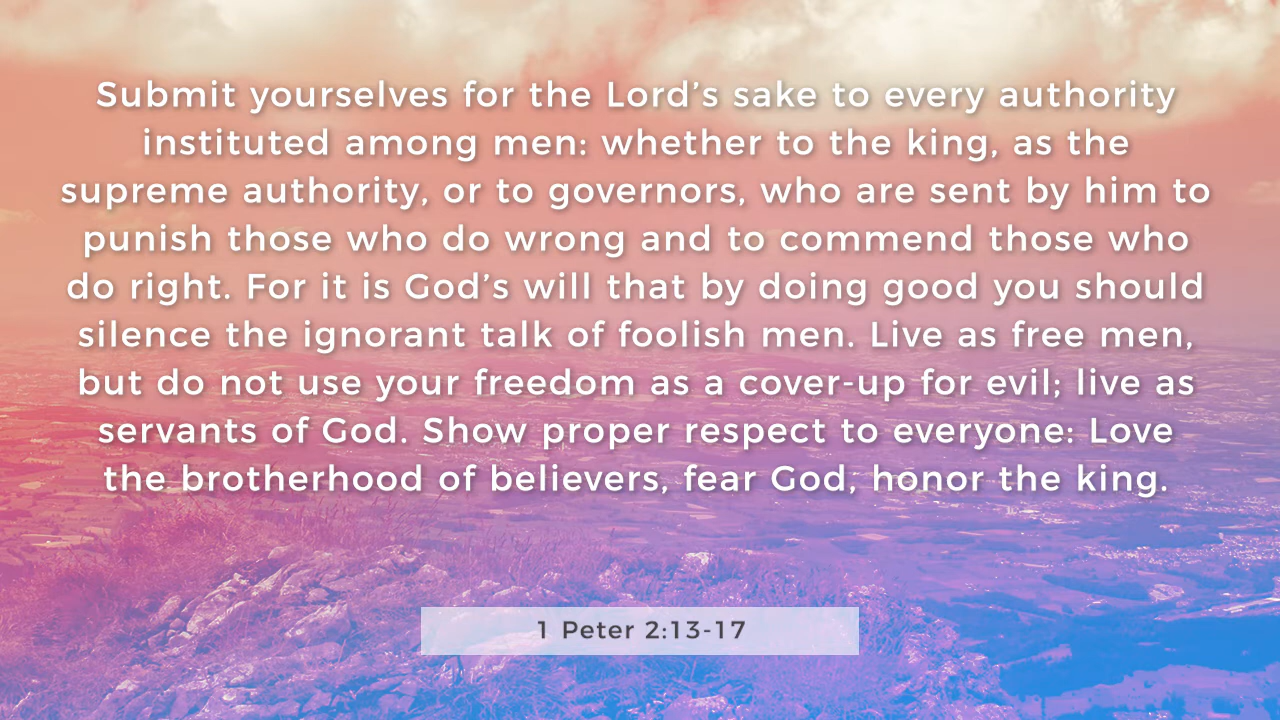 Submit yourselves for the Lord’s sake to every authority
instituted among men: whether to the king, as the
supreme authority, or to governors, who are sent by him to
punish those who do wrong and to commend those who
do right. For it is God’s will that by doing good you should
silence the ignorant talk of foolish men. Live as free men,
but do not use your freedom as a cover-up for evil; live as
servants of God. Show proper respect to everyone: Love
the brotherhood of believers, fear God, honor the king.
1 Peter 2:13-17